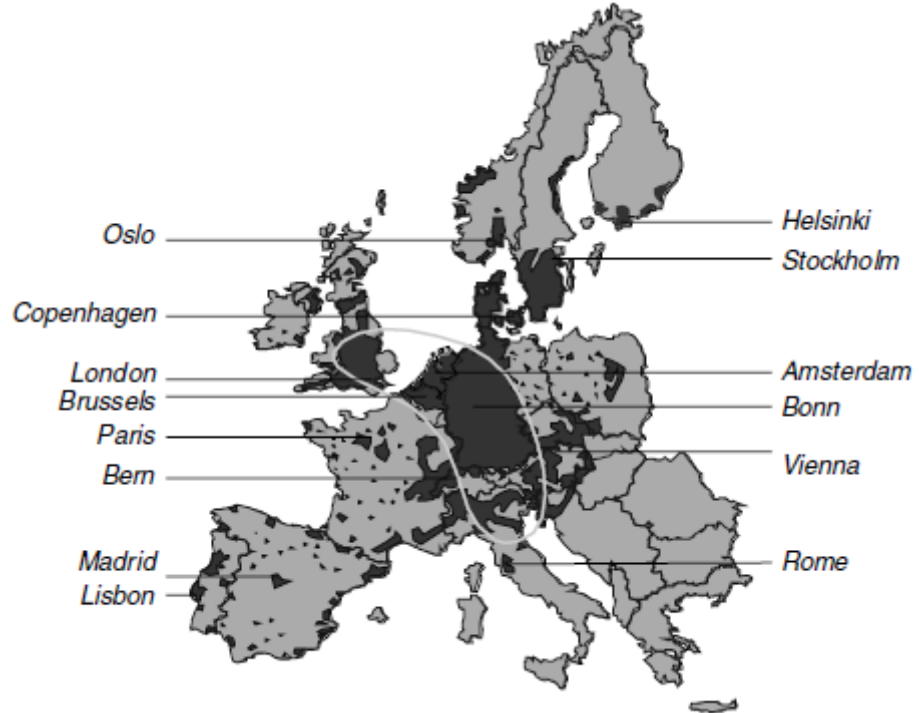 Oslo
Copenhagen
London
Brussels
Paris
Bern
Madrid
Lisbon
Helsinki
Stockholm
Amsterdam
Bonn
Vienna
Rome